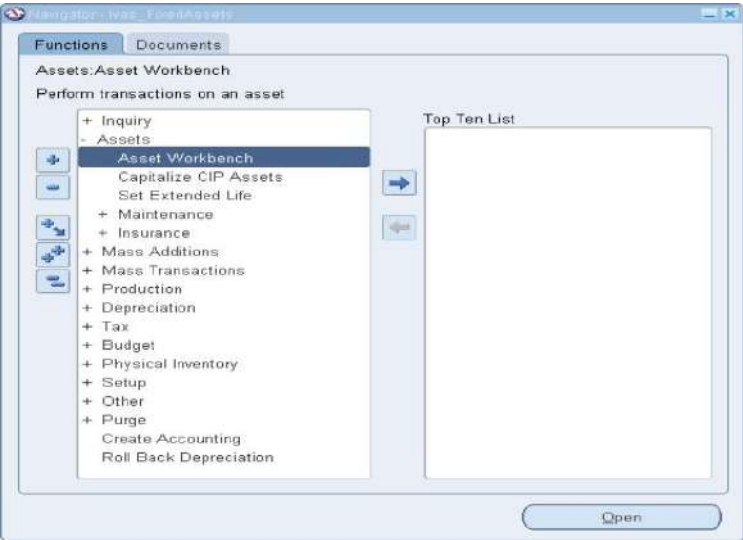 Navigator - Ivas_FixedAssets
Functions Documents
Assets:Asset Workbench
Perform transactions on an asset
+ Inquiry
- Assets
Asset Workbench
Capitalize CIP Assets
Set Extended Life
+ Maintenance
+ Insurance
+ Mass Additions
+ Mass Transactions
+ Production
+ Depreciation
+ Tax
+ Budget
+ Physical Inventory
+ Setup
+ Other
+ Purge
Create Accounting
Roll Back Depreciation
Top Ten List
Open